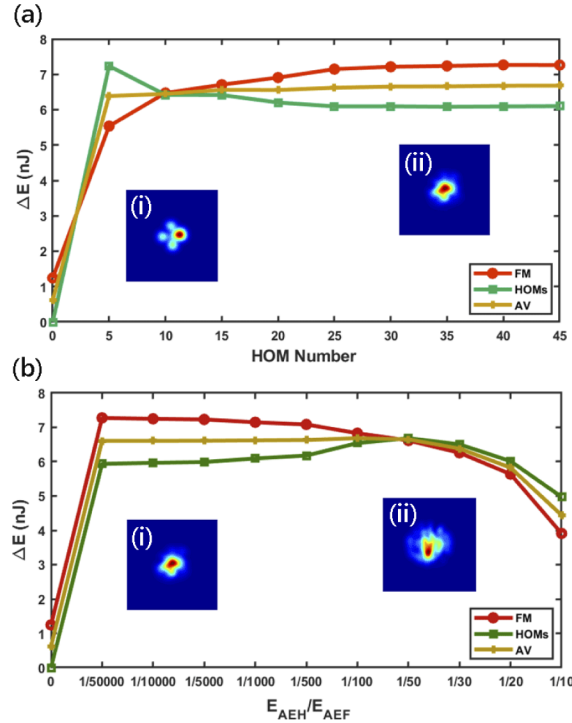 (a)
8
7
6
5
4
3
2
1
0
ΔE (nJ)
(i)
(ii)
FM
HOMs
AV
0 5 10 15 20 25 30 35 40 45
HOM Number
(b)
8
7
6
5
4
3
2
1
0
ΔE (nJ)
(i)
(ii)
FM
HOMs
AV
0 1/50000 1/10000 1/5000 1/1000 1/500 1/100 1/50 1/30 1/20 1/10
E_AEH/E_AEF